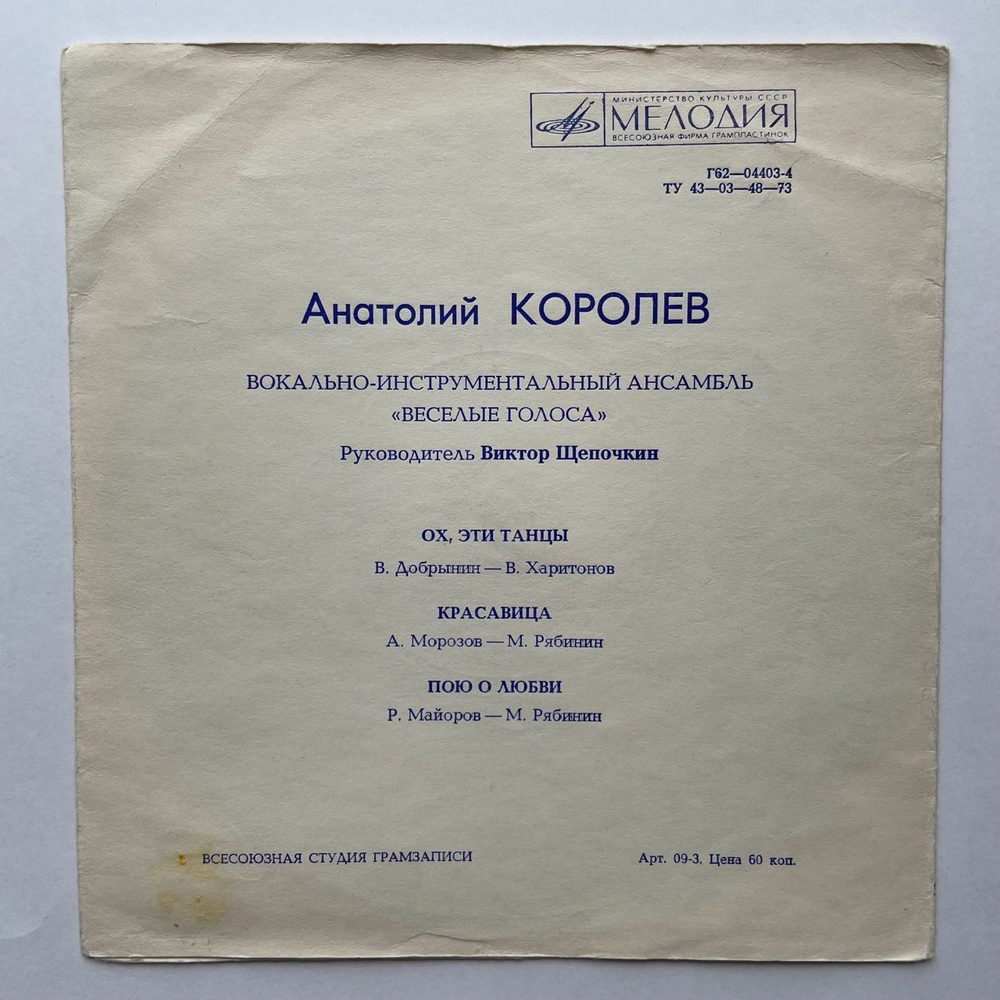 МИНИСТЕРСТВО КУЛЬТУРЫ СССР
МЕЛОДИЯ
ВСЕСОЮЗНАЯ ФИРМА ГРАМПЛАСТИНОК
Г62—04403-4
ТУ 43—03—48—73
Анатолий КОРОЛЕВ
ВОКАЛЬНО-ИНСТРУМЕНТАЛЬНЫЙ АНСАМБЛЬ
«ВЕСЕЛЫЕ ГОЛОСА»
Руководитель Виктор Щепочкин
ОХ, ЭТИ ТАНЦЫ
В. Добрынин — В. Харитонов
КРАСАВИЦА
А. Морозов — М. Рябинин
ПОЮ О ЛЮБВИ
Р. Майоров — М. Рябинин
ВСЕСОЮЗНАЯ СТУДИЯ ГРАМЗАПИСИ
Арт. 09-3. Цена 60 коп.